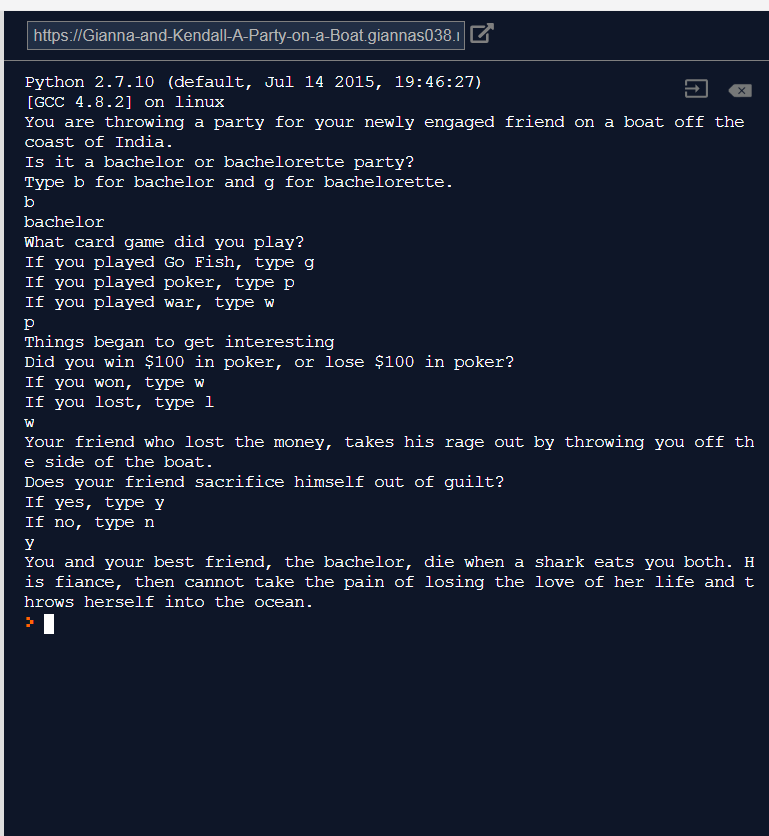 https://Gianna-and-Kendall-A-Party-on-a-Boat.giannas038.
Python 2.7.10 (default, Jul 14 2015, 19:46:27)
[GCC 4.8.2] on linux
You are throwing a party for your newly engaged friend on a boat off the
coast of India.
Is it a bachelor or bachelorette party?
Type b for bachelor and g for bachelorette.
b
bachelor
What card game did you play?
If you played Go Fish, type g
If you played poker, type p
If you played war, type w
p
Things began to get interesting
Did you win $100 in poker, or lose $100 in poker?
If you won, type w
If you lost, type l
w
Your friend who lost the money, takes his rage out by throwing you off th
e side of the boat.
Does your friend sacrifice himself out of guilt?
If yes, type y
If no, type n
y
You and your best friend, the bachelor, die when a shark eats you both. H
is fiance, then cannot take the pain of losing the love of her life and t
hrows herself into the ocean.
>